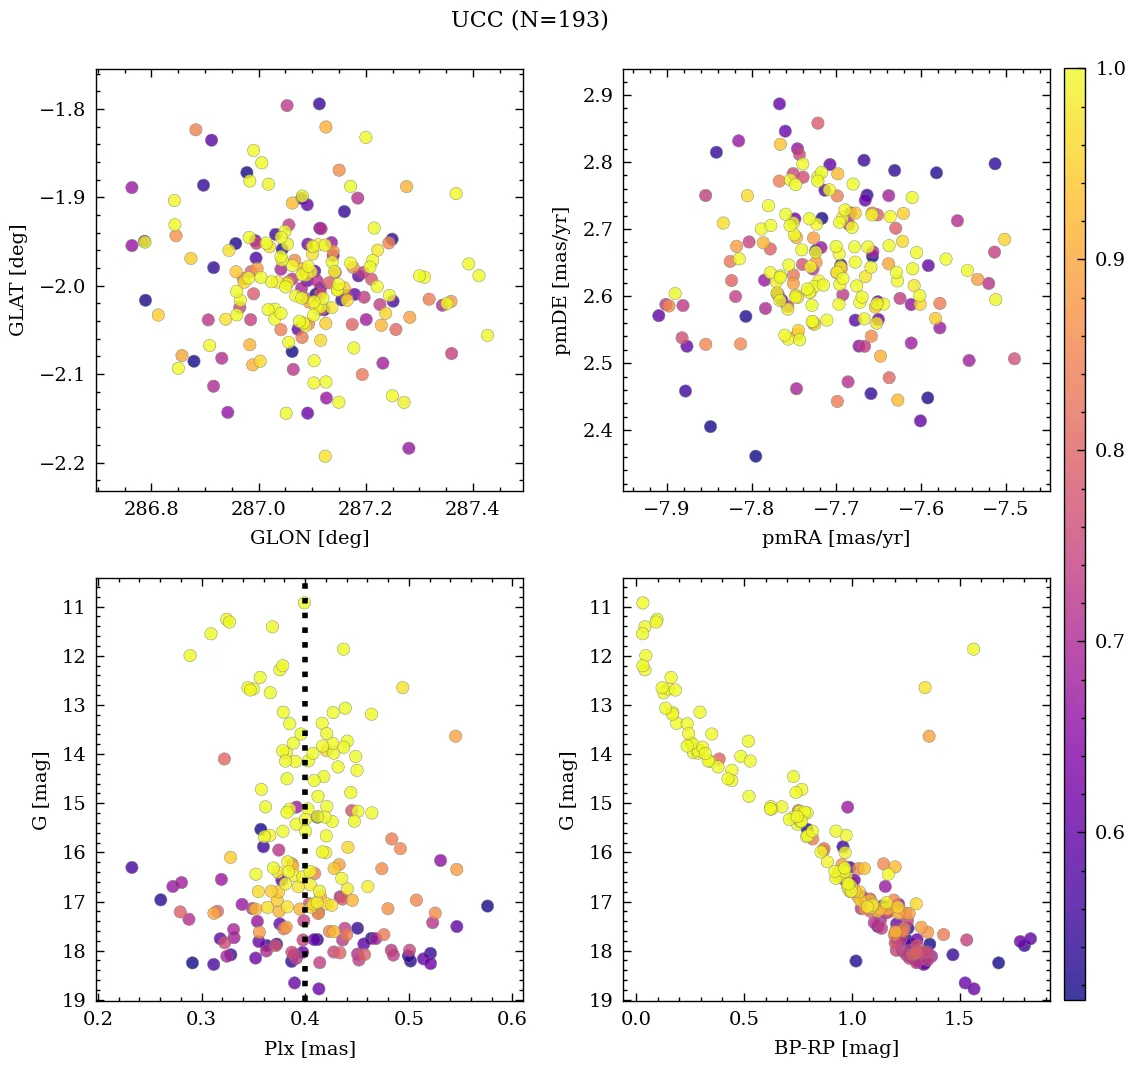 UCC (N=193)
−1.8
−1.9
−2.0
−2.1
−2.2
GLAT [deg]
286.8 287.0 287.2 287.4
GLON [deg]
2.9
2.8
2.7
2.6
2.5
2.4
pmDE [mas/yr]
−7.9 −7.8 −7.7 −7.6 −7.5
pmRA [mas/yr]
11
12
13
14
15
16
17
18
19
G [mag]
0.2 0.3 0.4 0.5 0.6
Plx [mas]
11
12
13
14
15
16
17
18
19
G [mag]
0.0 0.5 1.0 1.5
BP-RP [mag]
1.0
0.9
0.8
0.7
0.6